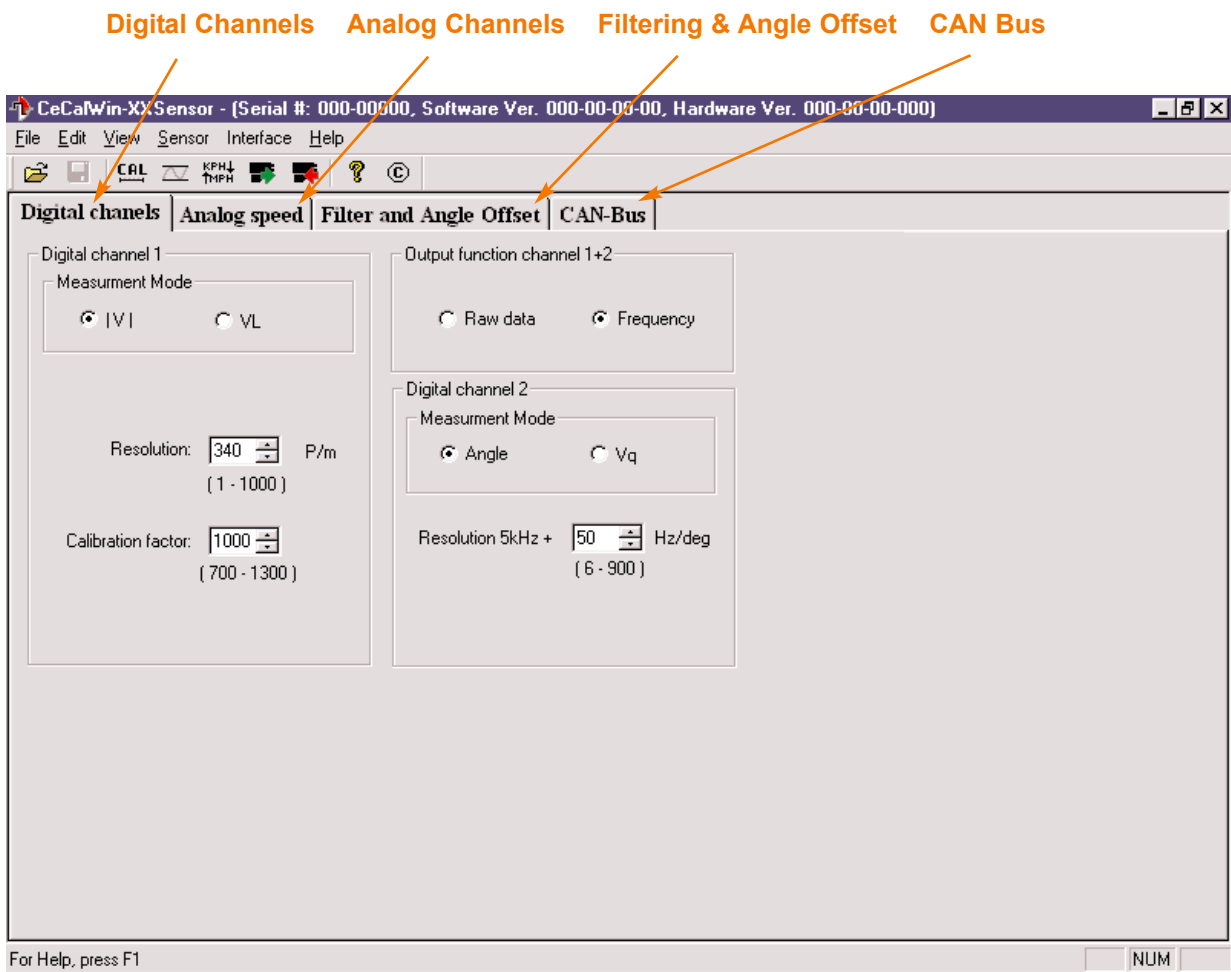 Digital Channels Analog Channels Filtering & Angle Offset CAN Bus
CeCalWin-XXSensor - (Serial #: 000-00000, Software Ver. 000-00-00-00, Hardware Ver. 000-00-00-000)
File Edit View Sensor Interface Help
CAL KPH MPH ? ©
Digital chanels Analog speed Filter and Angle Offset CAN-Bus
Digital channel 1
Measurment Mode
|V| VL
Resolution: 340 P/m
( 1 - 1000 )
Calibration factor: 1000
( 700 - 1300 )
Output function channel 1+2
Raw data Frequency
Digital channel 2
Measurment Mode
Angle Vq
Resolution 5kHz + 50 Hz/deg
( 6 - 900 )
For Help, press F1 NUM